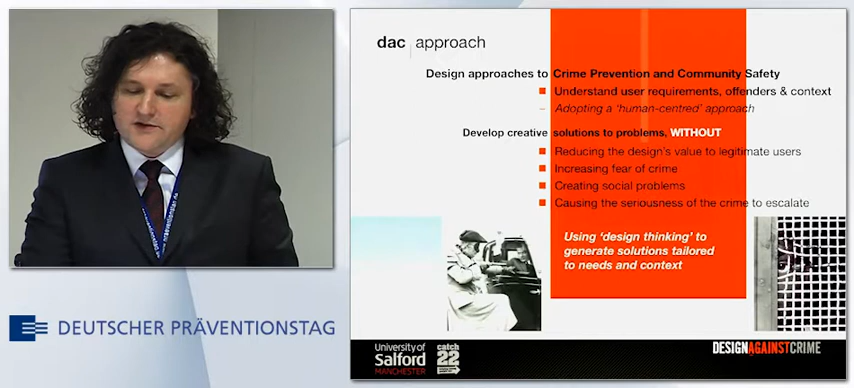 dac approach
Design approaches to Crime Prevention and Community Safety
Understand user requirements, offenders & context
– Adopting a ‘human-centred’ approach
Develop creative solutions to problems, WITHOUT
Reducing the design's value to legitimate users
Increasing fear of crime
Creating social problems
Causing the seriousness of the crime to escalate
Using ‘design thinking’ to
generate solutions tailored
to needs and context
DEUTSCHER PRÄVENTIONSTAG
University of
Salford
MANCHESTER
catch
22
DESIGNAGAINSTCRIME